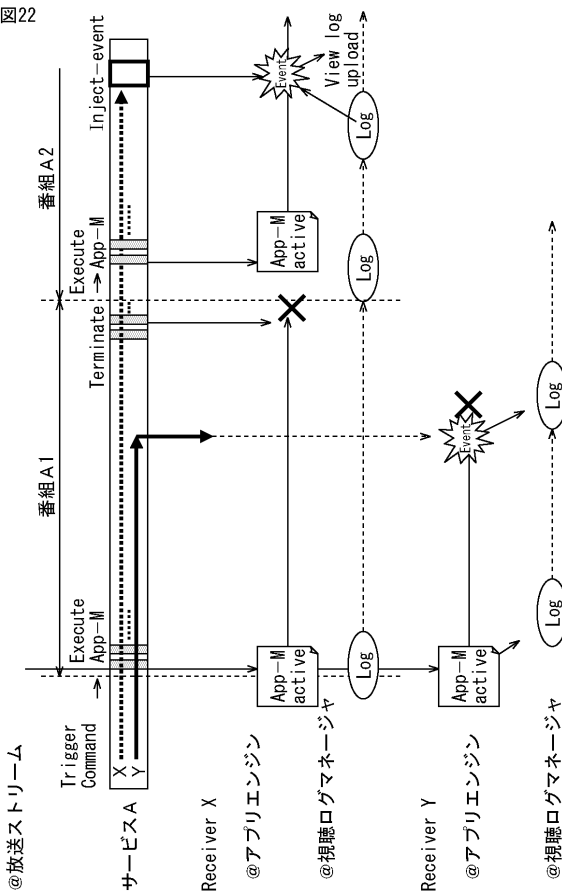 図22
@放送ストリーム
番組A1
番組A2
Trigger
Command
Execute
App-M
Terminate
Execute
App-M
Inject-event
サービスA
X
Y
Receiver X
@アプリエンジン
App-M
active
App-M
active
Event
View log
upload
@視聴ログマネージャ
Log
Log
Log
Receiver Y
@アプリエンジン
App-M
active
Event
@視聴ログマネージャ
Log
Log